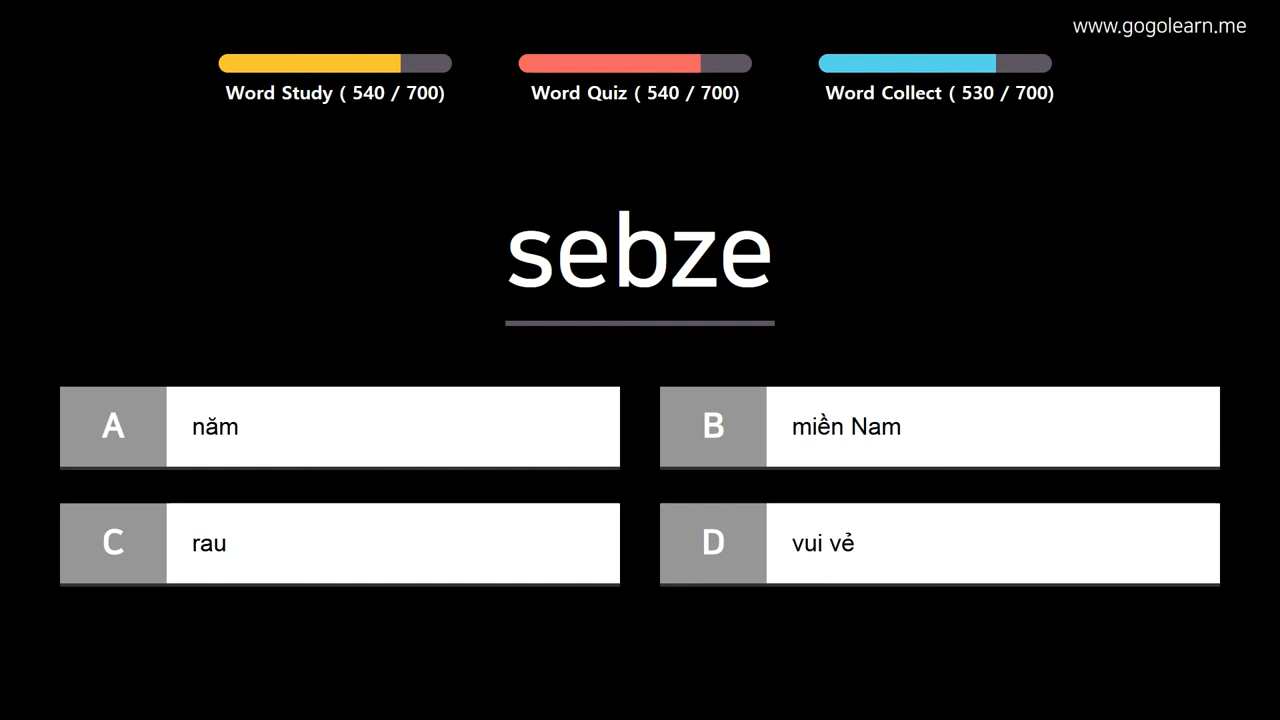 www.gogolearn.me
Word Study ( 540 / 700)
Word Quiz ( 540 / 700)
Word Collect ( 530 / 700)
sebze
A
năm
B
miền Nam
C
rau
D
vui vẻ